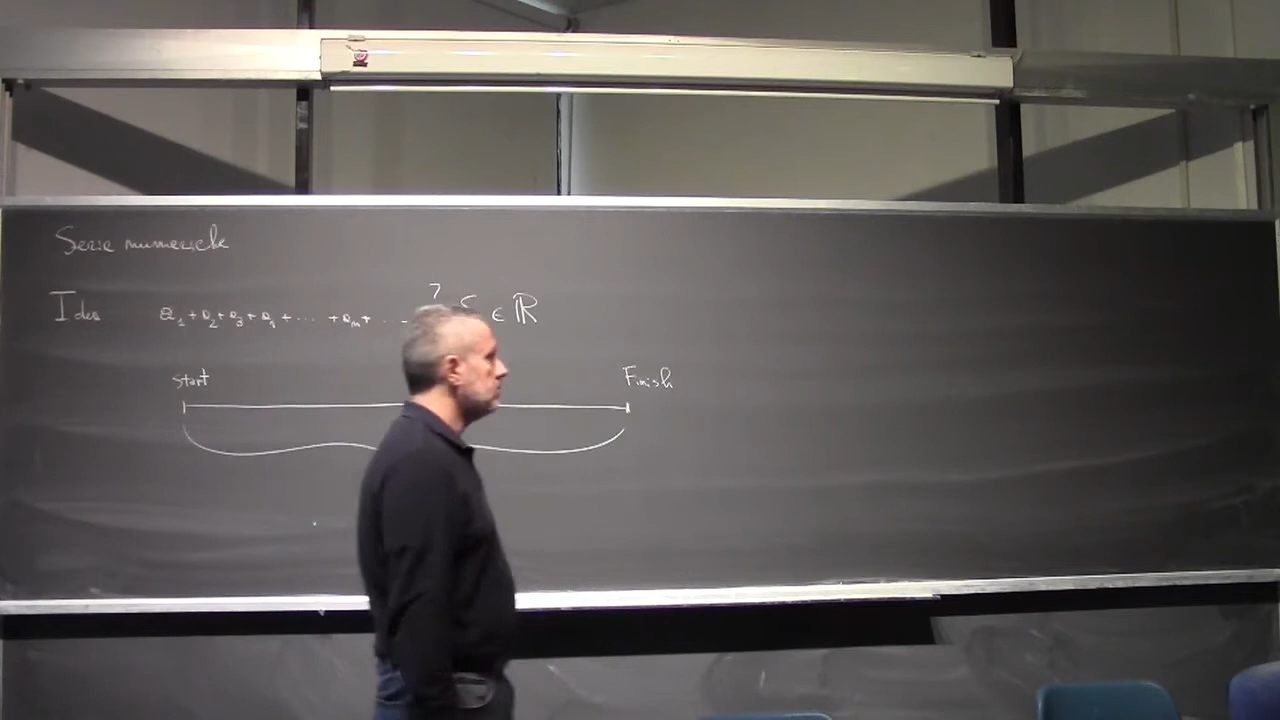 Serie numeriche
Idea a₁ + a₂ + a₃ + a₄ + ... + aₙ + ... ? S ∈ ℝ
Start Finish